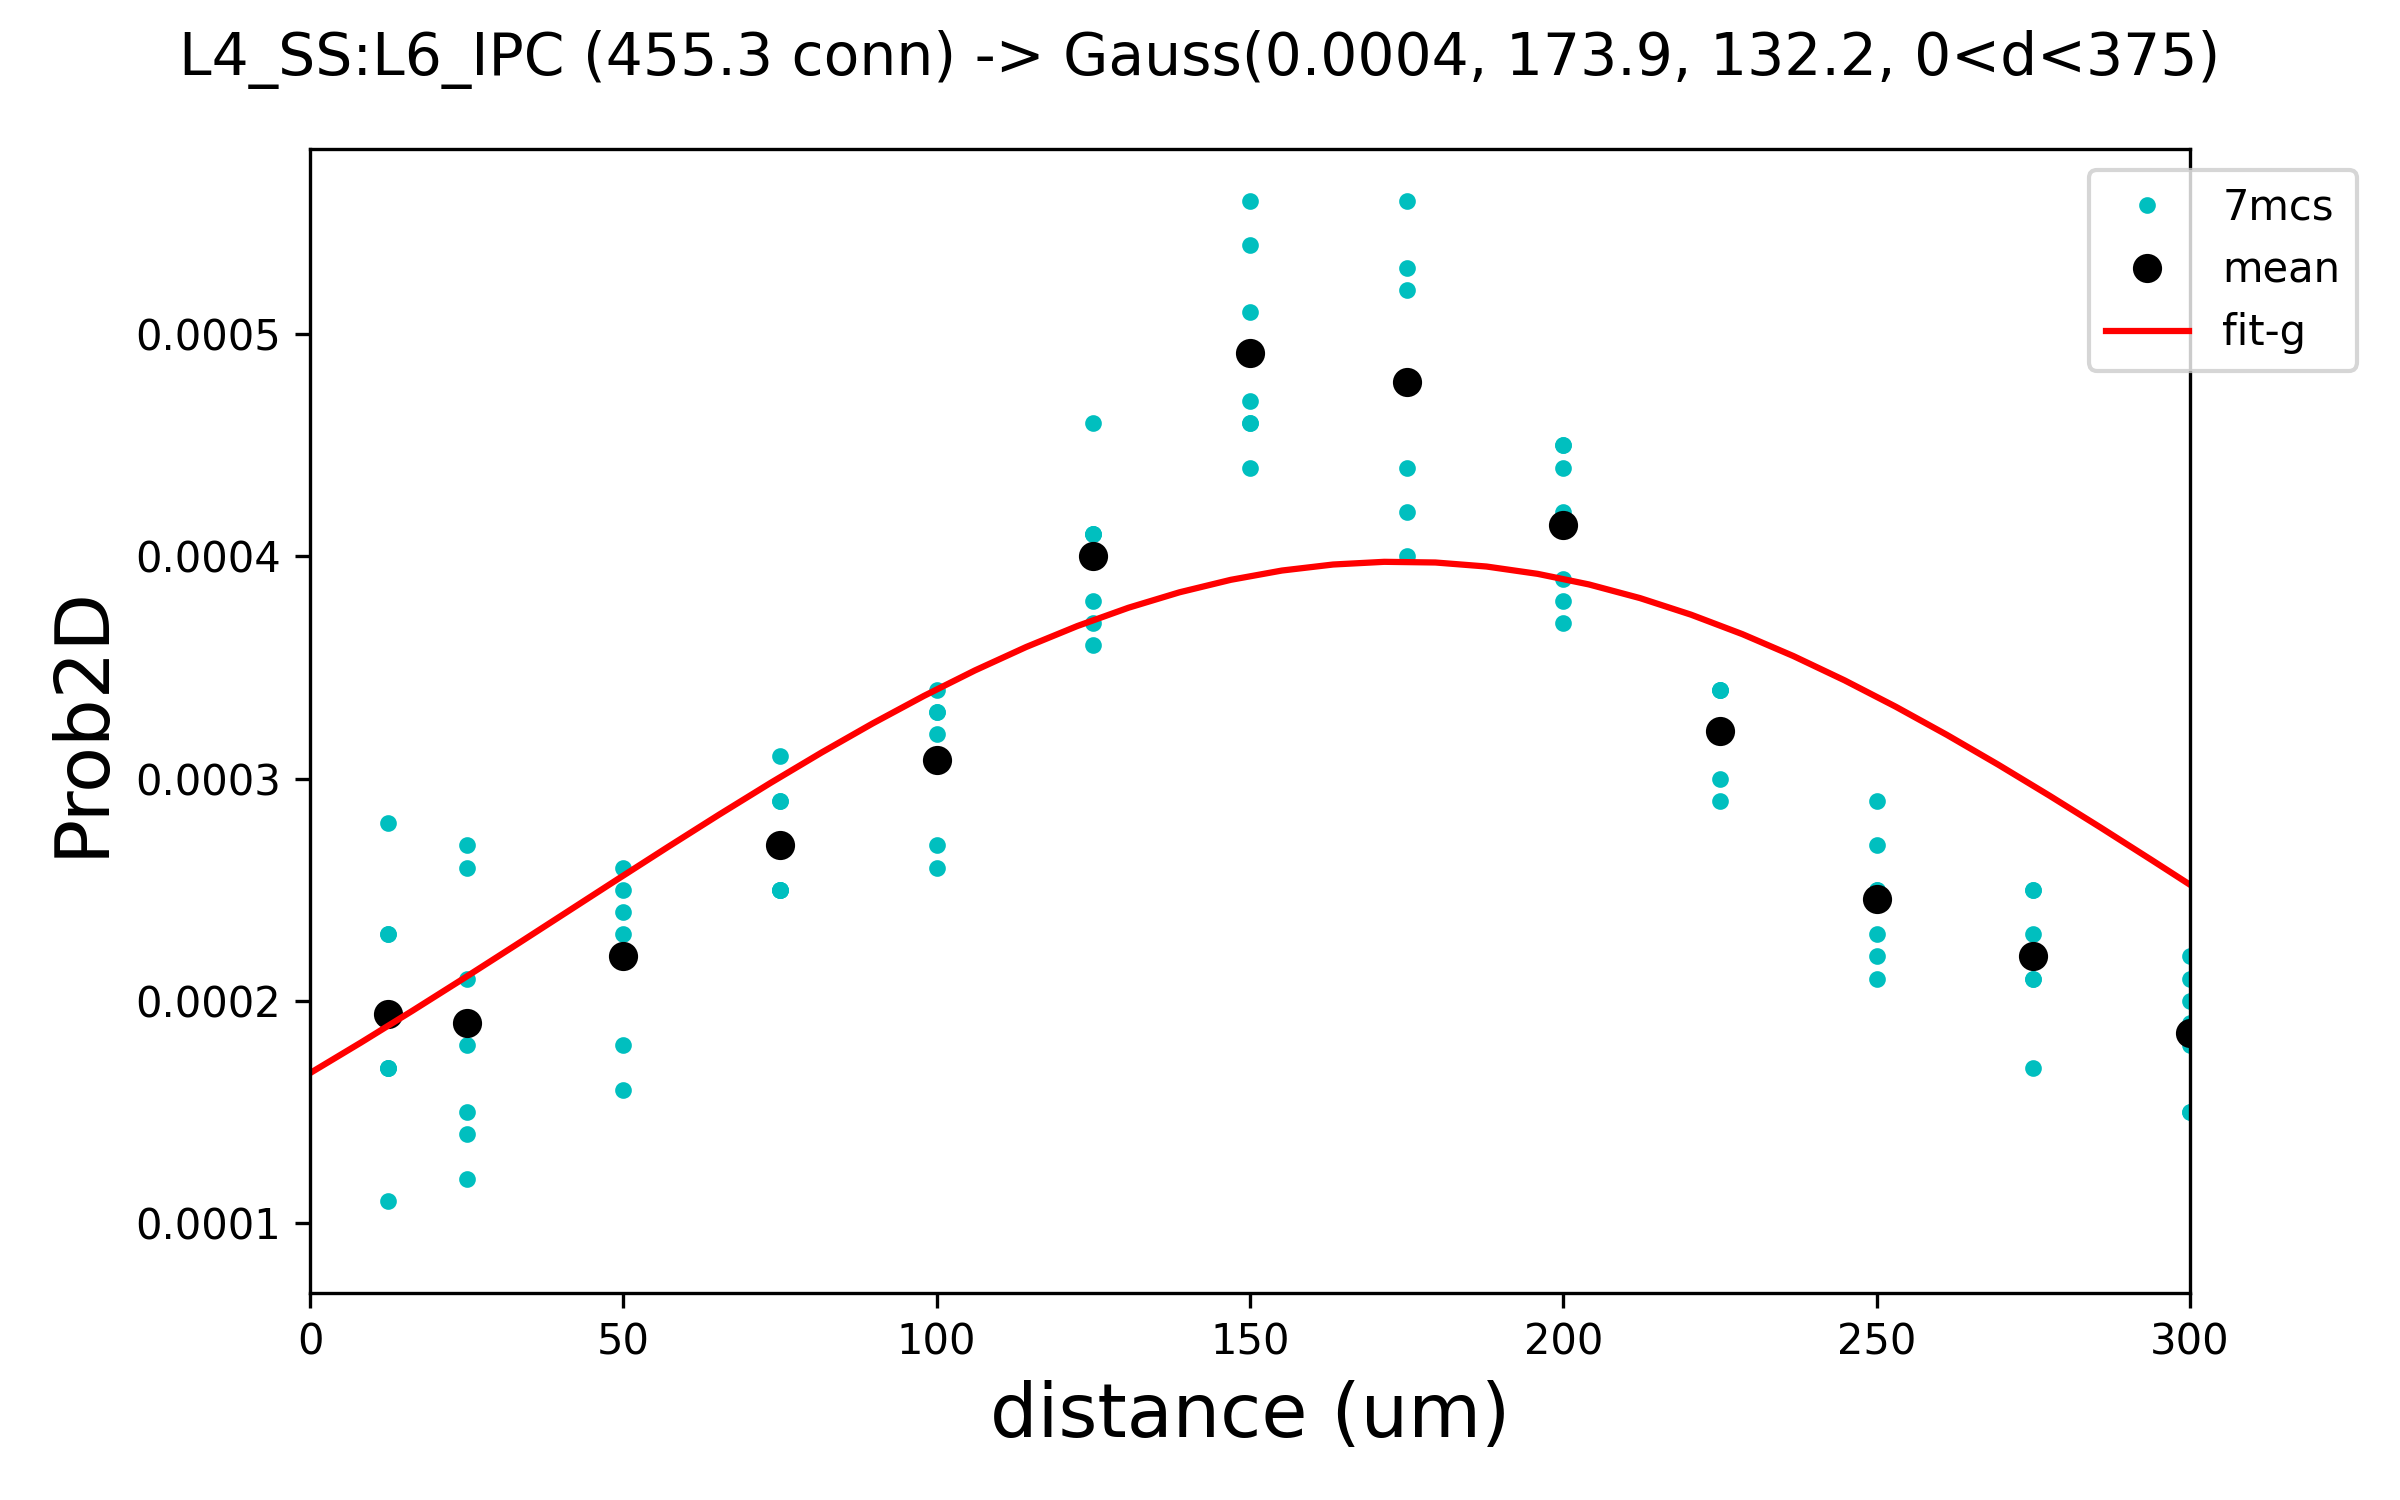 L4_SS:L6_IPC (455.3 conn) -> Gauss(0.0004, 173.9, 132.2, 0<d<375)
7mcs
mean
fit-g
Prob2D
0.0005
0.0004
0.0003
0.0002
0.0001
0 50 100 150 200 250 300
distance (um)